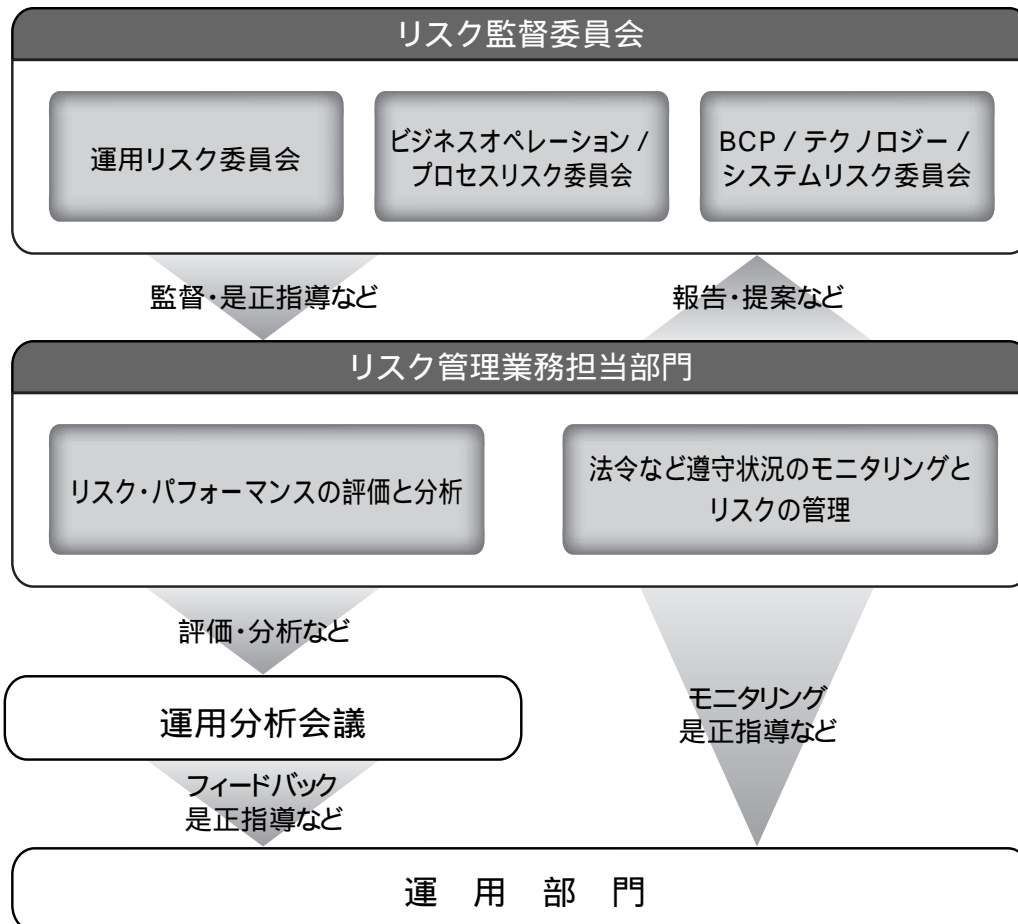 リスク監督委員会
運用リスク委員会
ビジネスオペレーション /
プロセスリスク委員会
BCP / テクノロジー /
システムリスク委員会
監督・是正指導など
報告・提案など
リスク管理業務担当部門
リスク・パフォーマンスの評価と分析
法令など遵守状況のモニタリングと
リスクの管理
評価・分析など
運用分析会議
モニタリング
是正指導など
フィードバック
是正指導など
運 用 部 門